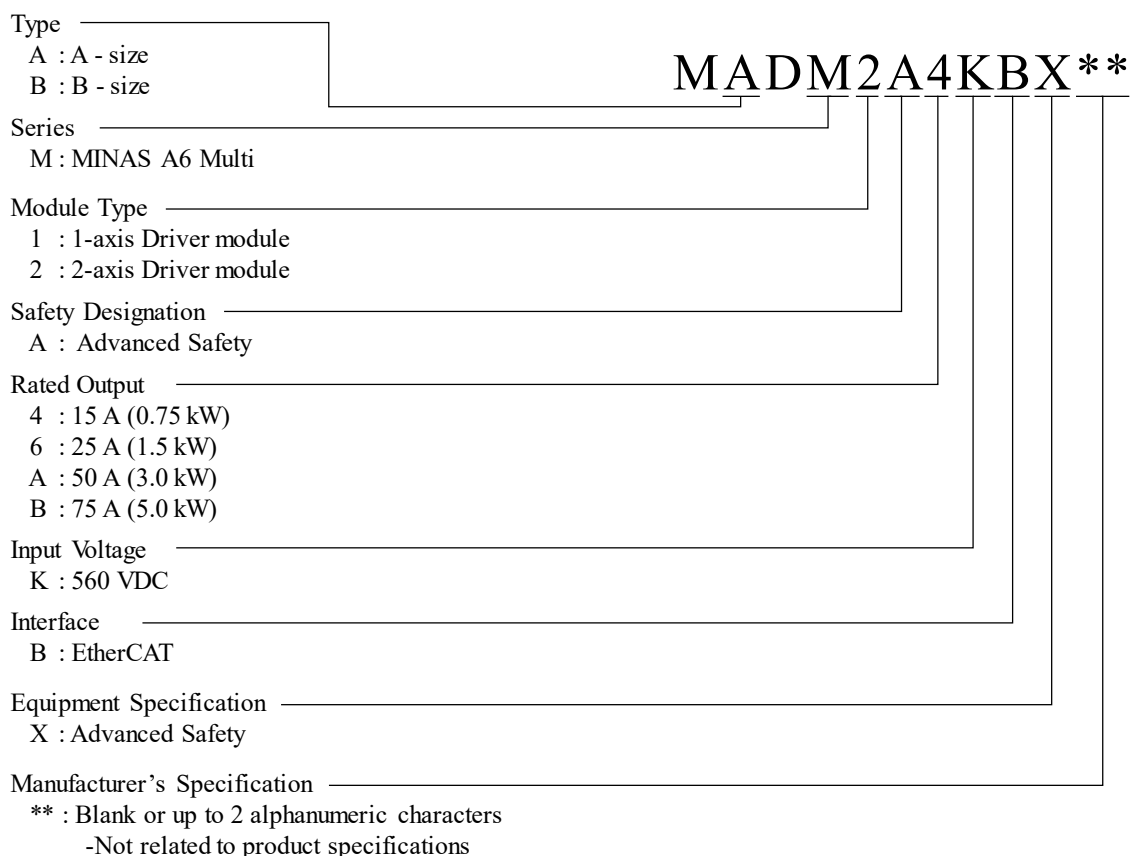 Type
A : A - size
B : B - size
MADM2A4KBX**
Series
M : MINAS A6 Multi
Module Type
1 : 1-axis Driver module
2 : 2-axis Driver module
Safety Designation
A : Advanced Safety
Rated Output
4 : 15 A (0.75 kW)
6 : 25 A (1.5 kW)
A : 50 A (3.0 kW)
B : 75 A (5.0 kW)
Input Voltage
K : 560 VDC
Interface
B : EtherCAT
Equipment Specification
X : Advanced Safety
Manufacturer’s Specification
** : Blank or up to 2 alphanumeric characters
-Not related to product specifications